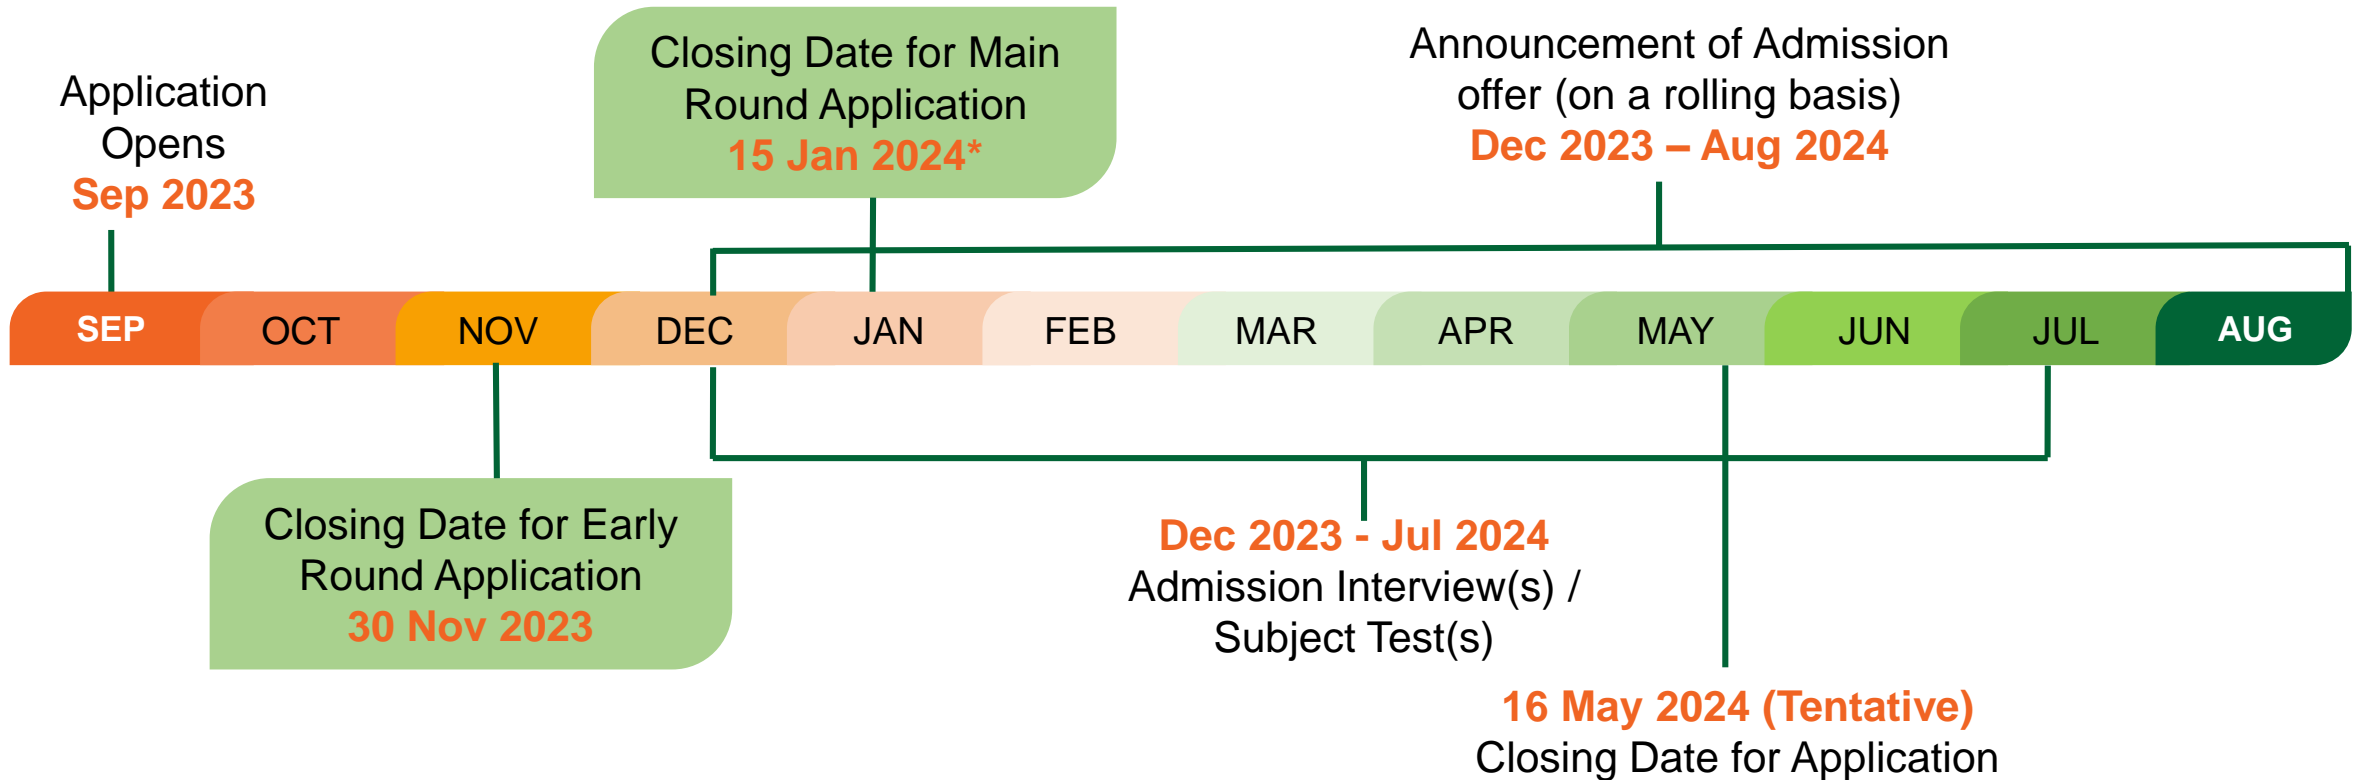 Application
Opens
Sep 2023
Closing Date for Main
Round Application
15 Jan 2024*
Announcement of Admission
offer (on a rolling basis)
Dec 2023 – Aug 2024
SEP
OCT
NOV
DEC
JAN
FEB
MAR
APR
MAY
JUN
JUL
AUG
Closing Date for Early
Round Application
30 Nov 2023
Dec 2023 - Jul 2024
Admission Interview(s) /
Subject Test(s)
16 May 2024 (Tentative)
Closing Date for Application